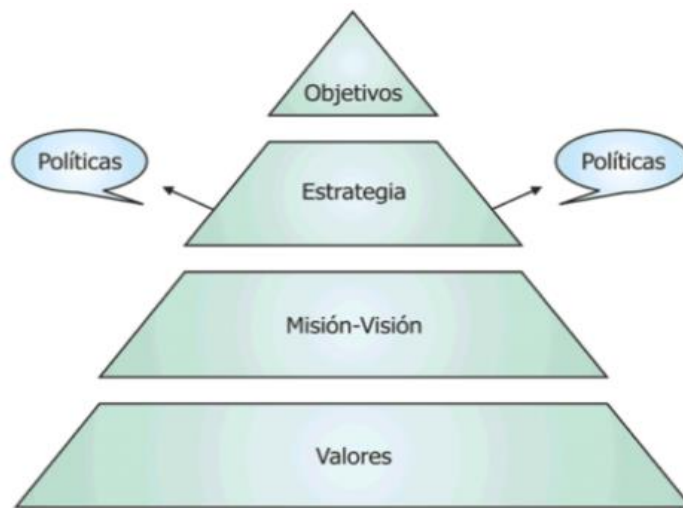 Objetivos
Políticas
Políticas
Estrategia
Misión-Visión
Valores